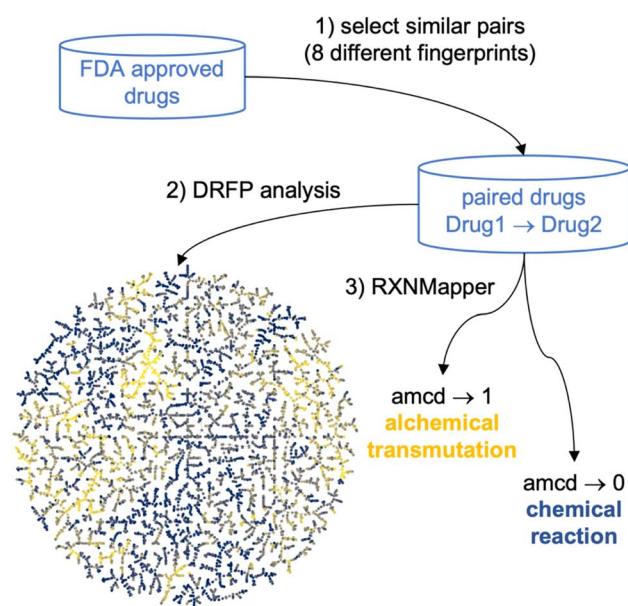 1) select similar pairs
(8 different fingerprints)
FDA approved
drugs
2) DRFP analysis
paired drugs
Drug1 → Drug2
3) RXNMapper
amcd → 1
alchemical
transmutation
amcd → 0
chemical
reaction